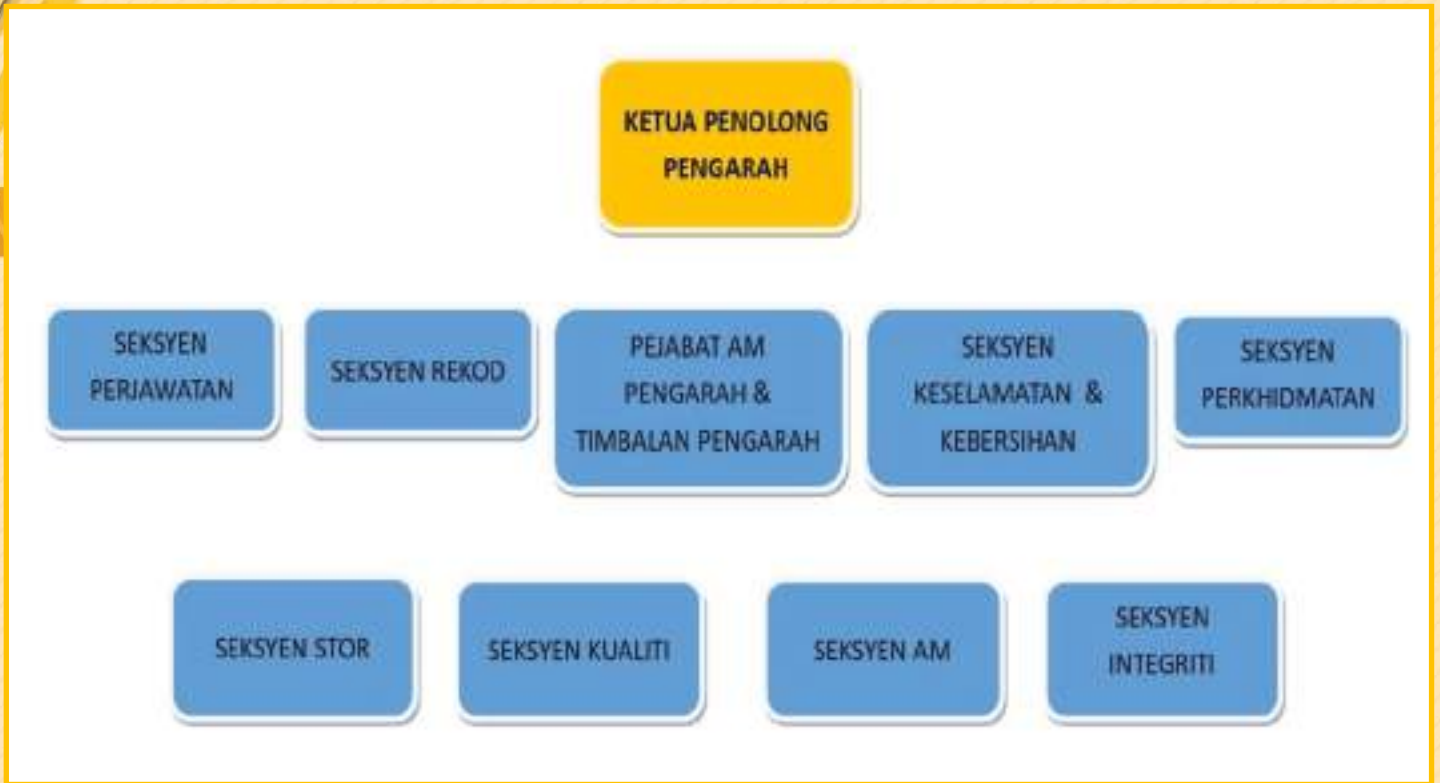 KETUA PENOLONG
PENGARAH
SEKSYEN
PERJAWATAN
SEKSYEN REKOD
PEJABAT AM
PENGARAH &
TIMBALAN PENGARAH
SEKSYEN
KESELAMATAN &
KEBERSIHAN
SEKSYEN
PERKHIDMATAN
SEKSYEN STOR
SEKSYEN KUALITI
SEKSYEN AM
SEKSYEN
INTEGRITI